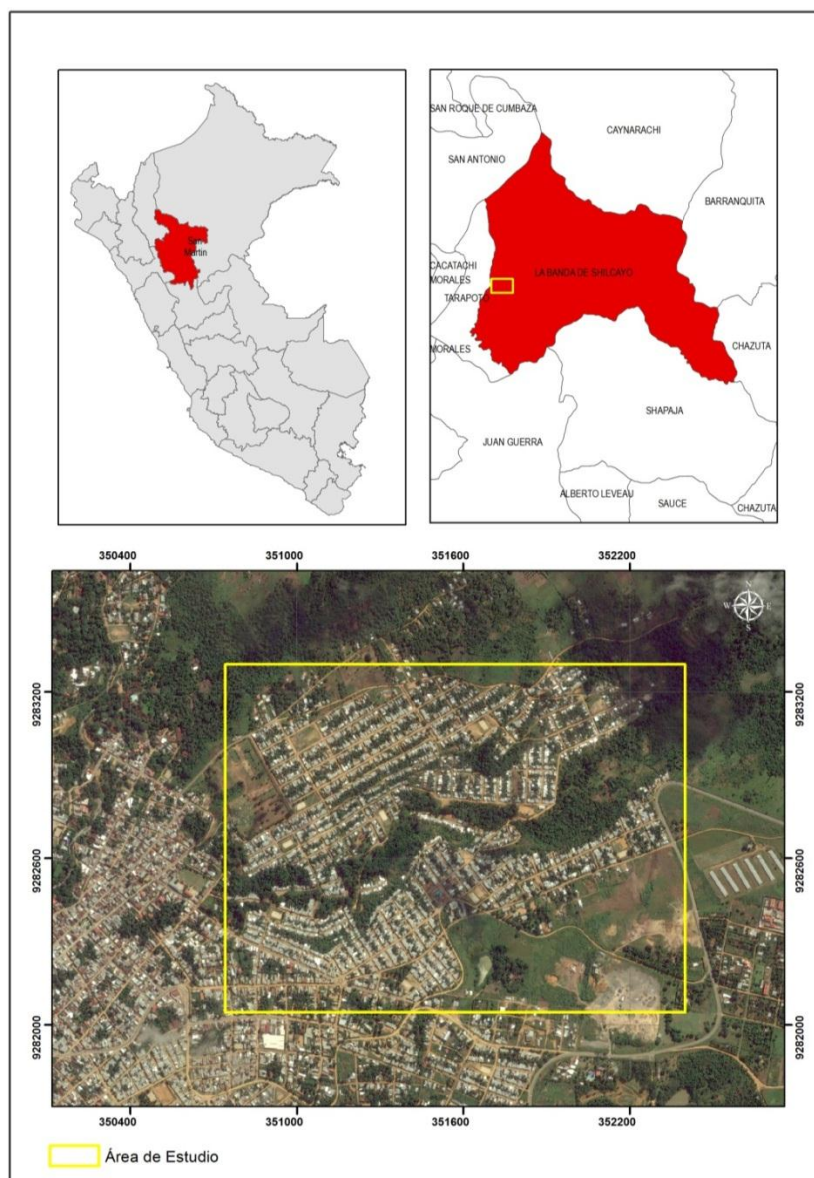 San
Martin
SAN ROQUE DE CUMBAZA
CAYNARACHI
SAN ANTONIO
BARRANQUITA
CACATACHI
LA BANDA DE SHILCAYO
MORALES
TARAPOTO
MORALES
CHAZUTA
SHAPAJA
JUAN GUERRA
ALBERTO LEVEAU
SAUCE
CHAZUTA
350400 351000 351600 352200
N
W E
S
9283200 9283200
9282600 9282600
9282000 9282000
350400 351000 351600 352200
Área de Estudio